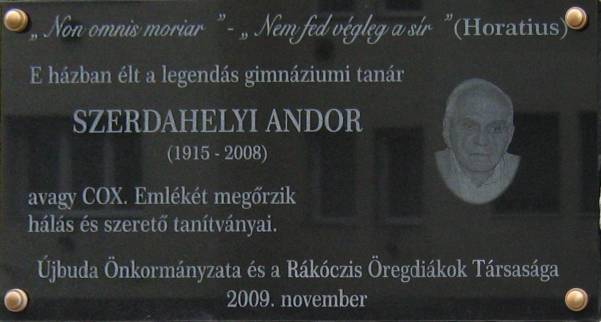 „ Non omnis moriar ”- „ Nem fed végleg a sír ”(Horatius)
E házban élt a legendás gimnáziumi tanár
SZERDAHELYI ANDOR
(1915 - 2008)
avagy COX. Emlékét megőrzik
hálás és szerető tanítványai.
Újbuda Önkormányzata és a Rákóczis Öregdiákok Társasága
2009. november